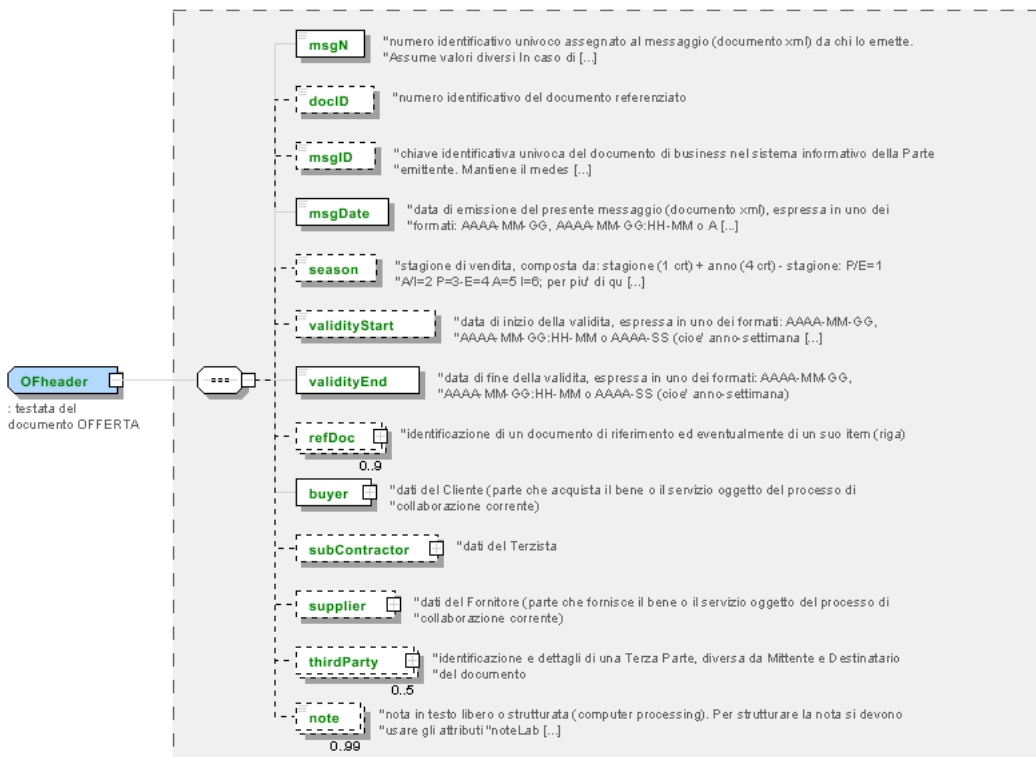 msgN
"numero identificativo univoco assegnato al messaggio (documento xml) da chi lo emette.
"Assume valori diversi In caso di [...]
docID
"numero identificativo del documento referenziato
msgID
"chiave identificativa univoca del documento di business nel sistema informativo della Parte
"emittente. Mantiene il medes [...]
msgDate
"data di emissione del presente messaggio (documento xml), espressa in uno dei
"formati: AAAA-MM-GG, AAAA-MM-GG:HH-MM o A [...]
season
"stagione di vendita, composta da: stagione (1 crt) + anno (4 crt) - stagione: P/E=1
"A/I=2 P=3-E=4 A=5 I=6; per piu' di qu [...]
validityStart
"data di inizio della validita, espressa in uno dei formati: AAAA-MM-GG,
"AAAA-MM-GG:HH-MM o AAAA-SS (cioe' anno-settimana [...]
OFheader
: testata del
documento OFFERTA
validityEnd
"data di fine della validita, espressa in uno dei formati: AAAA-MM-GG,
"AAAA-MM-GG:HH-MM o AAAA-SS (cioe' anno-settimana)
refDoc
0..9
"identificazione di un documento di riferimento ed eventualmente di un suo item (riga)
buyer
"dati del Cliente (parte che acquista il bene o il servizio oggetto del processo di
"collaborazione corrente)
subContractor
"dati del Terzista
supplier
"dati del Fornitore (parte che fornisce il bene o il servizio oggetto del processo di
"collaborazione corrente)
thirdParty
0..5
"identificazione e dettagli di una Terza Parte, diversa da Mittente e Destinatario
"del documento
note
0..99
"nota in testo libero o strutturata (computer processing). Per strutturare la nota si devono
"usare gli attributi "noteLab [...]